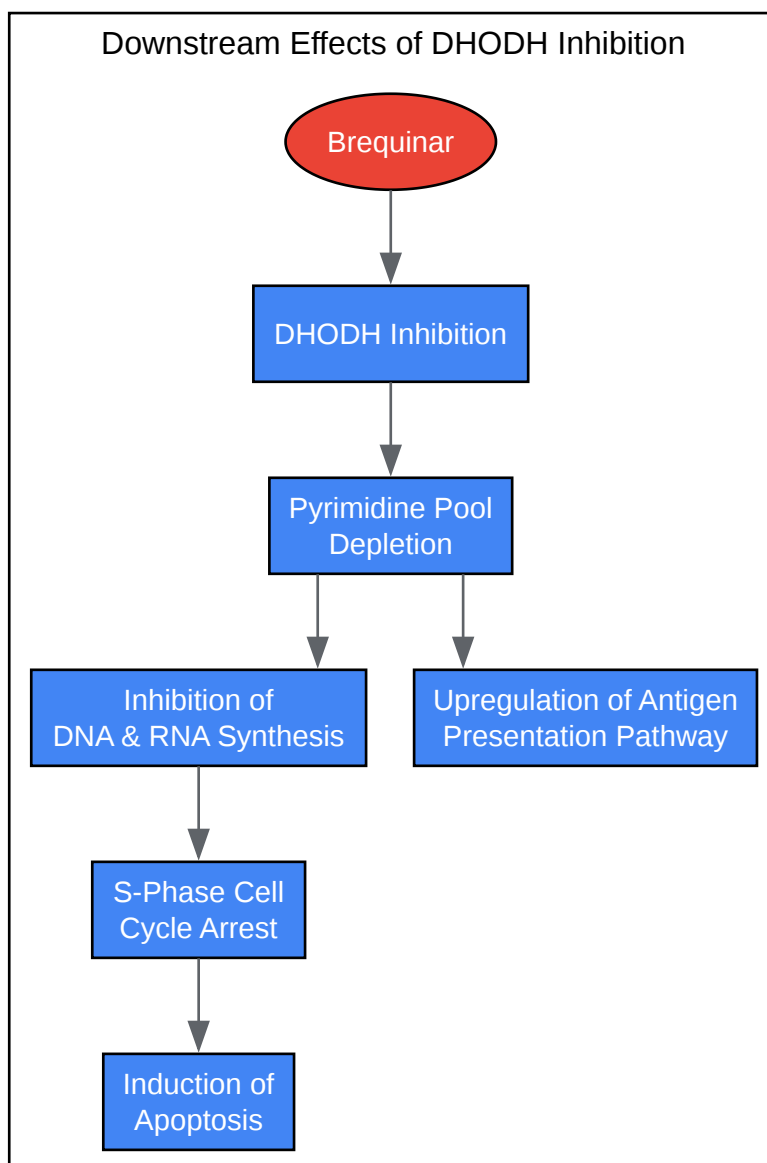 Downstream Effects of DHODH Inhibition
Brequinar
DHODH Inhibition
Pyrimidine Pool
Depletion
Inhibition of
DNA & RNA Synthesis
Upregulation of Antigen
Presentation Pathway
S-Phase Cell
Cycle Arrest
Induction of
Apoptosis